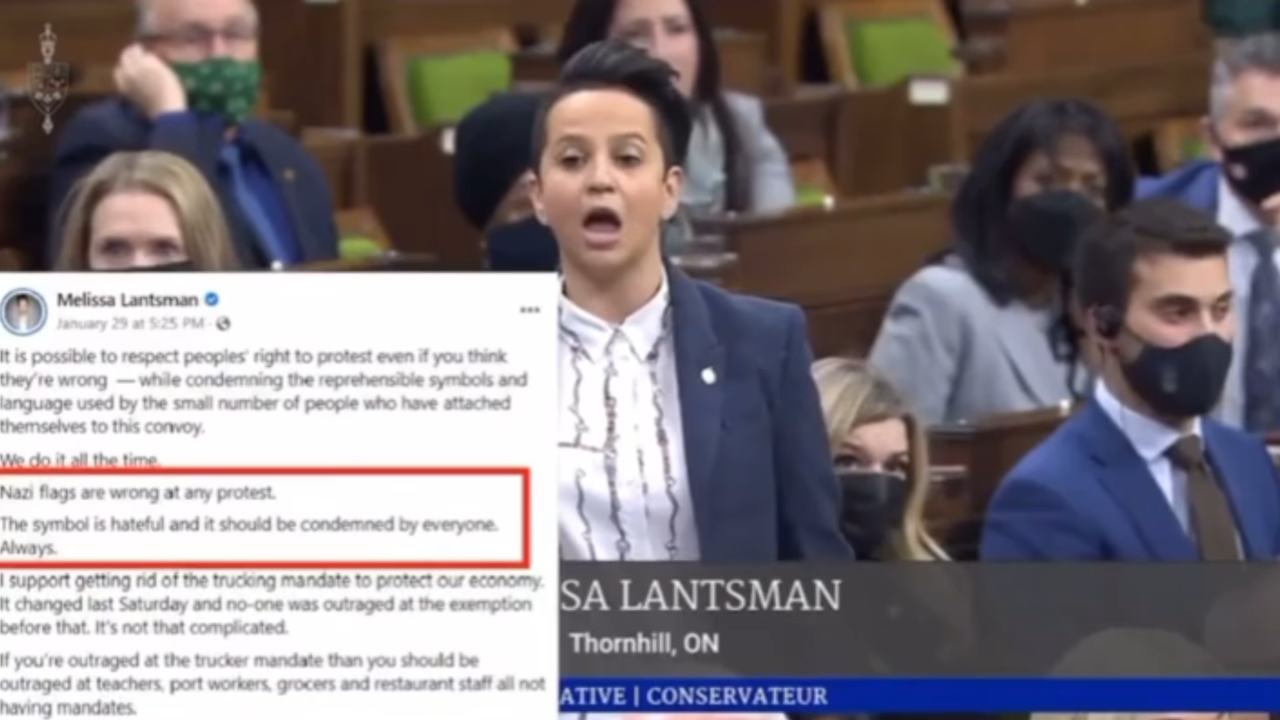 Melissa Lantsman
January 29 at 5:25 PM ·
It is possible to respect peoples' right to protest even if you think
they're wrong — while condemning the reprehensible symbols and
language used by the small number of people who have attached
themselves to this convoy.
We do it all the time.
Nazi flags are wrong at any protest.
The symbol is hateful and it should be condemned by everyone.
Always.
I support getting rid of the trucking mandate to protect our economy.
It changed last Saturday and no-one was outraged at the exemption
before that. It's not that complicated.
If you're outraged at the trucker mandate than you should be
outraged at teachers, port workers, grocers and restaurant staff all not
having mandates.
SA LANTSMAN
Thornhill, ON
ATIVE | CONSERVATEUR